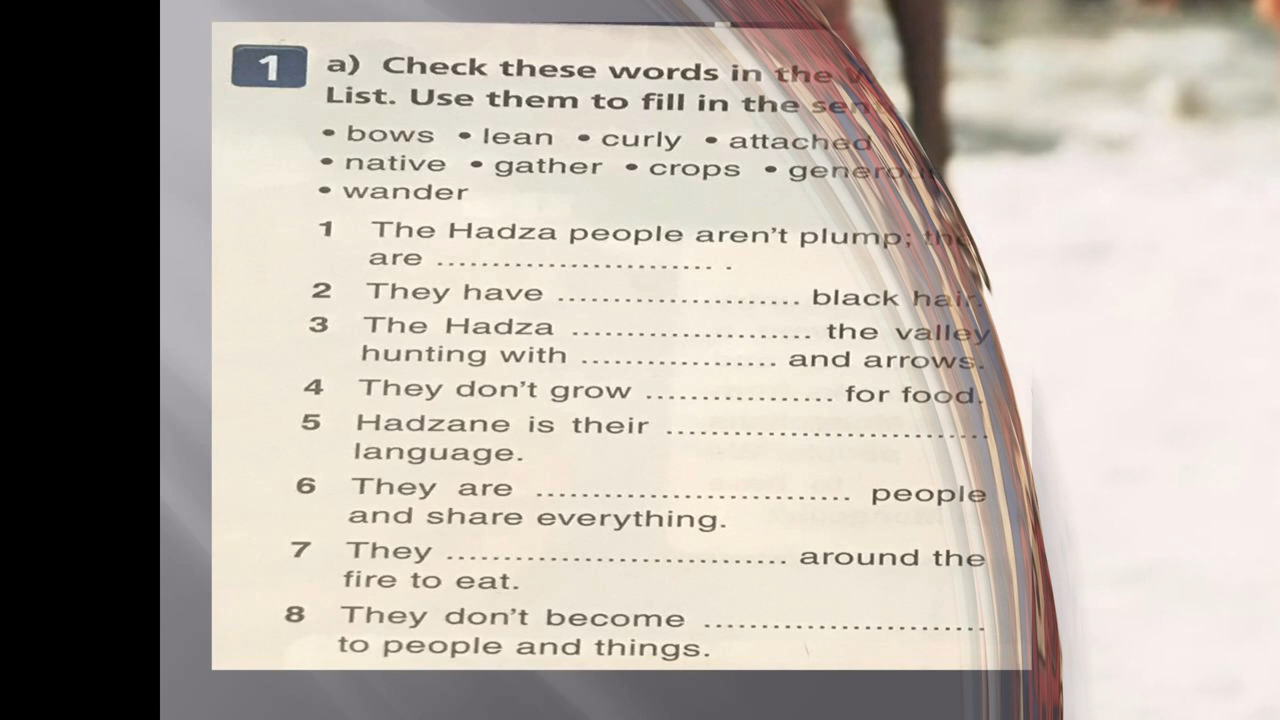 1 a) Check these words in the
List. Use them to fill in the
• bows • lean • curly • attached
• native • gather • crops •
• wander
1 The Hadza people aren't plump;
are ........................... .
2 They have ........................ black hair.
3 The Hadza ........................ the valley
hunting with ................... and arrows.
4 They don't grow .................. for food.
5 Hadzane is their ................................
language.
6 They are ............................... people
and share everything.
7 They .................................. around the
fire to eat.
8 They don't become ............................
to people and things.